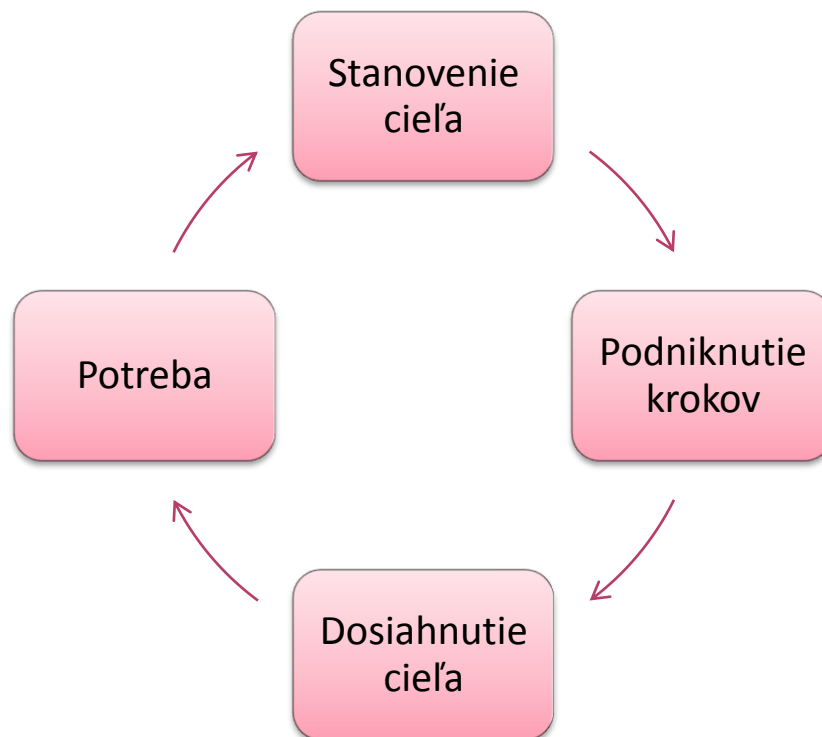 Stanovenie
cieľa
Potreba
Podniknutie
krokov
Dosiahnutie
cieľa